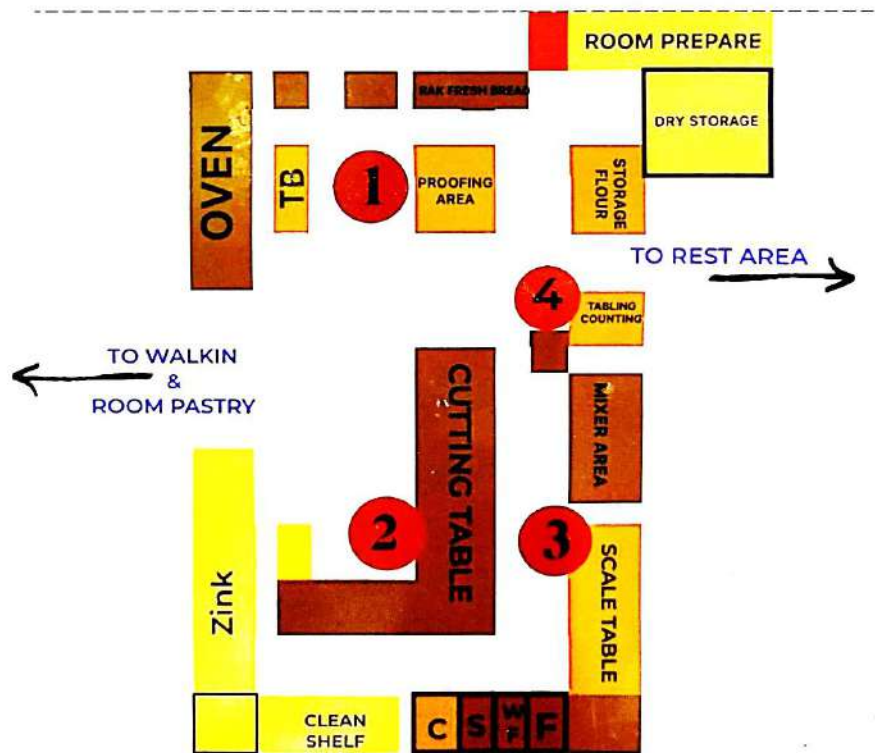 ROOM PREPARE
RAK FRESH BREAD
DRY STORAGE
OVEN
TB
1
PROOFING
AREA
STORAGE
FLOUR
TO REST AREA
4
TABLING
COUNTING
TO WALKIN
&
ROOM PASTRY
CUTTING TABLE
MIXER AREA
2
3
Zink
SCALE TABLE
CLEAN
SHELF
C
S
W
F
F